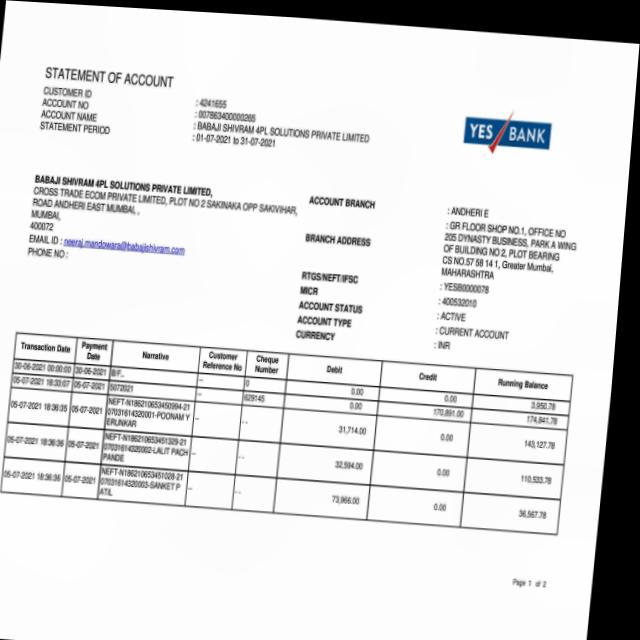 STATEMENT OF ACCOUNT
CUSTOMER ID : 4241655
ACCOUNT NO : 007863400000265
ACCOUNT NAME : BABAJI SHIVRAM 4PL SOLUTIONS PRIVATE LIMITED
STATEMENT PERIOD : 01-07-2021 to 31-07-2021
YES BANK
BABAJI SHIVRAM 4PL SOLUTIONS PRIVATE LIMITED,
CROSS TRADE ECOM PRIVATE LIMITED, PLOT NO 2 SAKINAKA OPP SAKIVIHAR,
ROAD ANDHERI EAST MUMBAI, ,
MUMBAI,
400072
EMAIL ID : neeraj.mandowara@babajishivram.com
PHONE NO :
ACCOUNT BRANCH : ANDHERI E
BRANCH ADDRESS : GR FLOOR SHOP NO.1, OFFICE NO
205 DYNASTY BUSINESS, PARK A WING
OF BUILDING NO 2, PLOT BEARING
CS NO.57 58 14 1, Greater Mumbai,
MAHARASHTRA
RTGS/NEFT/IFSC : YESB0000078
MICR : 400532010
ACCOUNT STATUS : ACTIVE
ACCOUNT TYPE : CURRENT ACCOUNT
CURRENCY : INR
Transaction Date Payment Date Narrative Customer Reference No Cheque Number Debit Credit Running Balance
30-06-2021 00:00:00 30-06-2021 B/F... -- 0 0.00 0.00 3,950.78
05-07-2021 18:33:07 05-07-2021 5072021 -- 629145 0.00 170,891.00 174,841.78
05-07-2021 18:36:35 05-07-2021 NEFT-N186210653450994-21 -- -- 31,714.00 0.00 143,127.78
07031614320001-POONAM Y
ERUNKAR
05-07-2021 18:36:36 05-07-2021 NEFT-N186210653451329-21 -- -- 32,594.00 0.00 110,533.78
07031614320002-LALIT PACH
PANDE
05-07-2021 18:36:36 05-07-2021 NEFT-N186210653451028-21 -- -- 73,966.00 0.00 36,567.78
07031614320003-SANKET P
ATIL
Page 1 of 2